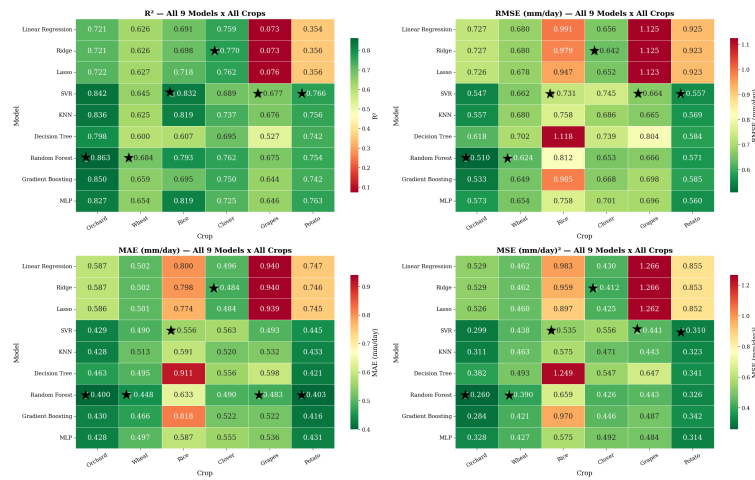 R² — All 9 Models x All Crops
Linear Regression 0.721 0.626 0.691 0.759 0.073 0.354
Ridge 0.721 0.626 0.698 ★0.770 0.073 0.356
Lasso 0.722 0.627 0.718 0.762 0.076 0.356
SVR 0.842 0.645 ★0.832 0.689 ★0.677 ★0.766
KNN 0.836 0.625 0.819 0.737 0.676 0.756
Decision Tree 0.798 0.600 0.607 0.695 0.527 0.742
Random Forest ★0.863 ★0.684 0.793 0.762 0.675 0.754
Gradient Boosting 0.850 0.659 0.695 0.750 0.644 0.742
MLP 0.827 0.654 0.819 0.725 0.646 0.763
Orchard Wheat Rice Clover Grapes Potato
Crop
Model
0.8
0.7
0.6
0.5
0.4
0.3
0.2
0.1
R²
RMSE (mm/day) — All 9 Models x All Crops
Linear Regression 0.727 0.680 0.991 0.656 1.125 0.925
Ridge 0.727 0.680 0.979 ★0.642 1.125 0.923
Lasso 0.726 0.678 0.947 0.652 1.123 0.923
SVR 0.547 0.662 ★0.731 0.745 ★0.664 ★0.557
KNN 0.557 0.680 0.758 0.686 0.665 0.569
Decision Tree 0.618 0.702 1.118 0.739 0.804 0.584
Random Forest ★0.510 ★0.624 0.812 0.653 0.666 0.571
Gradient Boosting 0.533 0.649 0.985 0.668 0.698 0.585
MLP 0.573 0.654 0.758 0.701 0.696 0.560
Orchard Wheat Rice Clover Grapes Potato
Crop
Model
1.1
1.0
0.9
0.8
0.7
0.6
RMSE (mm/day)
MAE (mm/day) — All 9 Models x All Crops
Linear Regression 0.587 0.502 0.800 0.496 0.940 0.747
Ridge 0.587 0.502 0.798 ★0.484 0.940 0.746
Lasso 0.586 0.501 0.774 0.484 0.939 0.745
SVR 0.429 0.490 ★0.556 0.563 0.493 0.445
KNN 0.428 0.513 0.591 0.520 0.532 0.433
Decision Tree 0.463 0.495 0.911 0.556 0.598 0.421
Random Forest ★0.400 ★0.448 0.633 0.490 ★0.483 ★0.403
Gradient Boosting 0.430 0.466 0.818 0.522 0.522 0.416
MLP 0.428 0.497 0.587 0.555 0.536 0.431
Orchard Wheat Rice Clover Grapes Potato
Crop
Model
0.9
0.8
0.7
0.6
0.5
0.4
MAE (mm/day)
MSE (mm/day)² — All 9 Models x All Crops
Linear Regression 0.529 0.462 0.983 0.430 1.266 0.855
Ridge 0.529 0.462 0.959 ★0.412 1.266 0.853
Lasso 0.526 0.460 0.897 0.425 1.262 0.852
SVR 0.299 0.438 ★0.535 0.556 ★0.441 ★0.310
KNN 0.311 0.463 0.575 0.471 0.443 0.323
Decision Tree 0.382 0.493 1.249 0.547 0.647 0.341
Random Forest ★0.260 ★0.390 0.659 0.426 0.443 0.326
Gradient Boosting 0.284 0.421 0.970 0.446 0.487 0.342
MLP 0.328 0.427 0.575 0.492 0.484 0.314
Orchard Wheat Rice Clover Grapes Potato
Crop
Model
1.2
1.0
0.8
0.6
0.4
MSE (mm/day)²